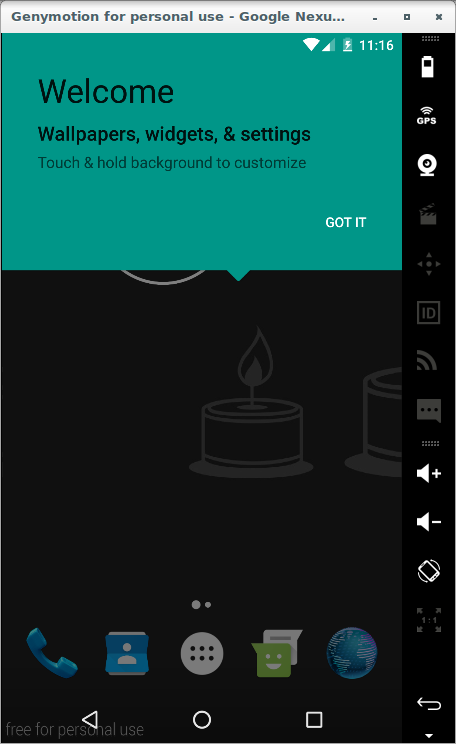 Genymotion for personal use - Google Nexu...
11:16
Welcome
Wallpapers, widgets, & settings
Touch & hold background to customize
GOT IT
GPS
ID
1:1
free for personal use